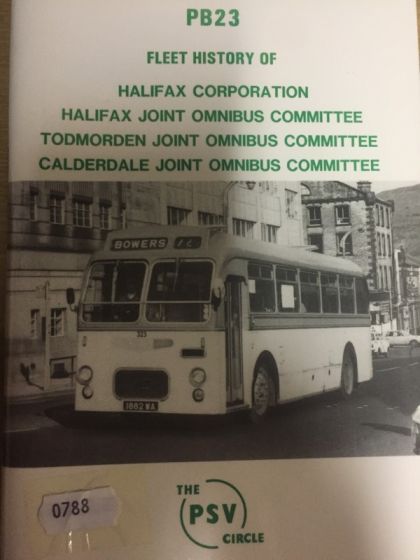 PB23
FLEET HISTORY OF
HALIFAX CORPORATION
HALIFAX JOINT OMNIBUS COMMITTEE
TODMORDEN JOINT OMNIBUS COMMITTEE
CALDERDALE JOINT OMNIBUS COMMITTEE
BOWERS
323
1882 WA
0788
THE
PSV
CIRCLE